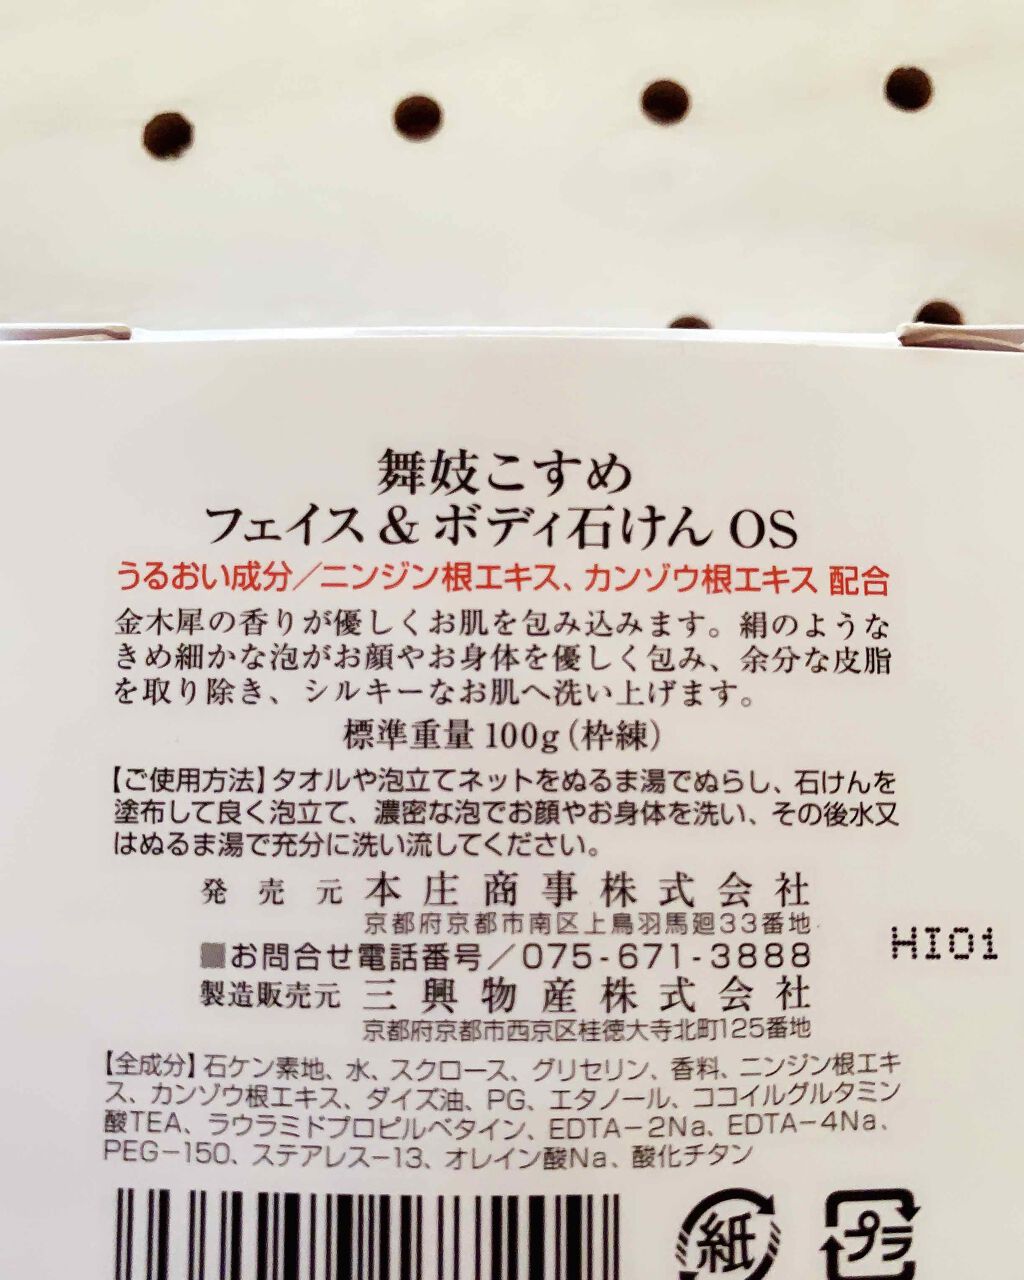 舞妓こすめ
フェイス&ボディ石けん OS
うるおい成分／ニンジン根エキス、カンゾウ根エキス 配合
金木犀の香りが優しくお肌を包み込みます。絹のような
きめ細かな泡がお顔やお身体を優しく包み、余分な皮脂
を取り除き、シルキーなお肌へ洗い上げます。
標準重量 100g（枠練）
【ご使用方法】タオルや泡立てネットをぬるま湯でぬらし、石けんを
塗布して良く泡立て、濃密な泡でお顔やお身体を洗い、その後水又
はぬるま湯で充分に洗い流してください。
発売元 本庄商事株式会社
京都府京都市南区上鳥羽馬廻33番地
■お問合せ電話番号／075-671-3888
HI01
製造販売元 三興物産株式会社
京都府京都市西京区桂徳大寺北町125番地
【全成分】石ケン素地、水、スクロース、グリセリン、香料、ニンジン根エキ
ス、カンゾウ根エキス、ダイズ油、PG、エタノール、ココイルグルタミン
酸TEA、ラウラミドプロピルベタイン、EDTA－2Na、EDTA－4Na、
PEG－150、ステアレス－13、オレイン酸Na、酸化チタン
紙
プラ